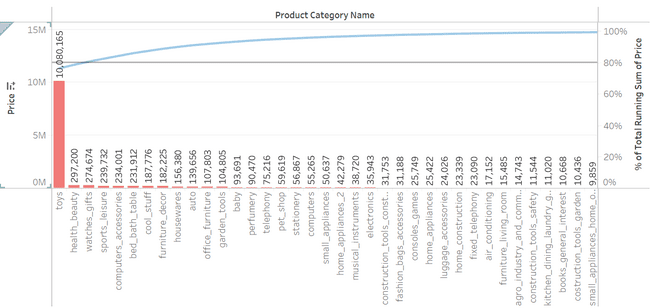 Product Category Name
15M
10M
5M
0M
Price
100%
80%
60%
40%
20%
0%
% of Total Running Sum of Price
10,080,165
297,200
274,674
239,732
234,001
231,912
187,776
182,225
156,380
139,656
107,803
104,805
93,691
90,470
75,216
59,619
56,867
55,265
50,637
42,279
38,720
35,943
31,753
31,188
25,749
25,422
24,026
23,339
23,090
17,152
15,485
14,743
11,544
11,020
10,668
10,436
9,859
toys
health_beauty
watches_gifts
sports_leisure
computers_accessories
bed_bath_table
cool_stuff
furniture_decor
housewares
auto
office_furniture
garden_tools
baby
perfumery
telephony
pet_shop
stationery
computers
small_appliances
home_appliances_2
musical_instruments
electronics
construction_tools_const..
fashion_bags_accessories
consoles_games
home_appliances
luggage_accessories
home_construction
fixed_telephony
air_conditioning
furniture_living_room
agro_industry_and_comm..
construction_tools_safety
kitchen_dining_laundry_g..
books_general_interest
costruction_tools_garden
small_appliances_home_o..